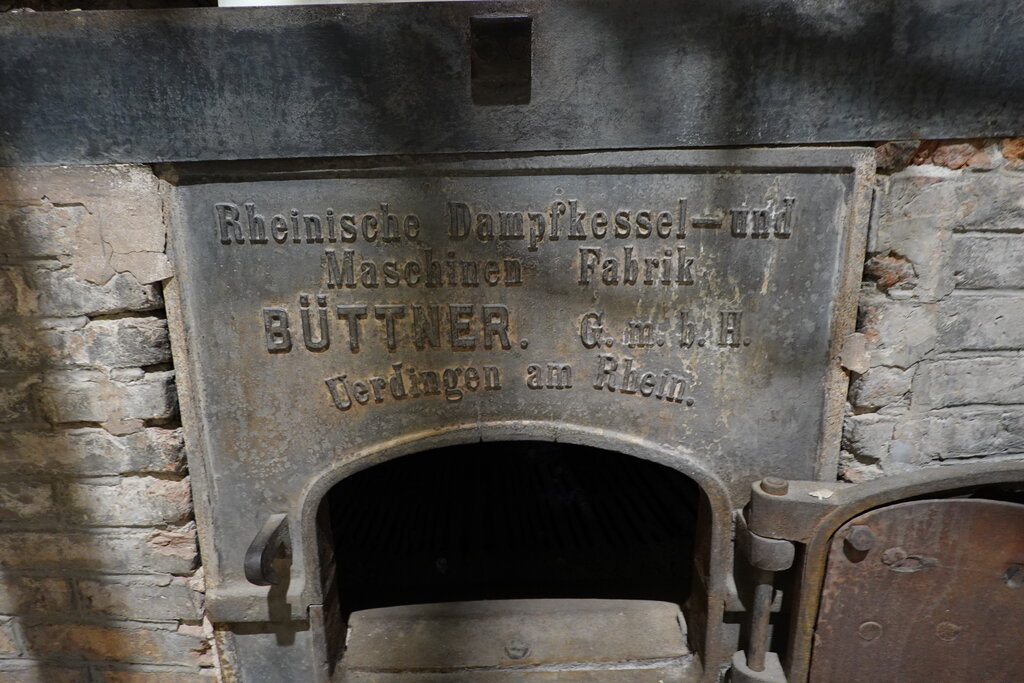 Rheinische Dampfkessel-und
Maschinen Fabrik
BÜTTNER. G. m. b. H.
Uerdingen am Rhein.